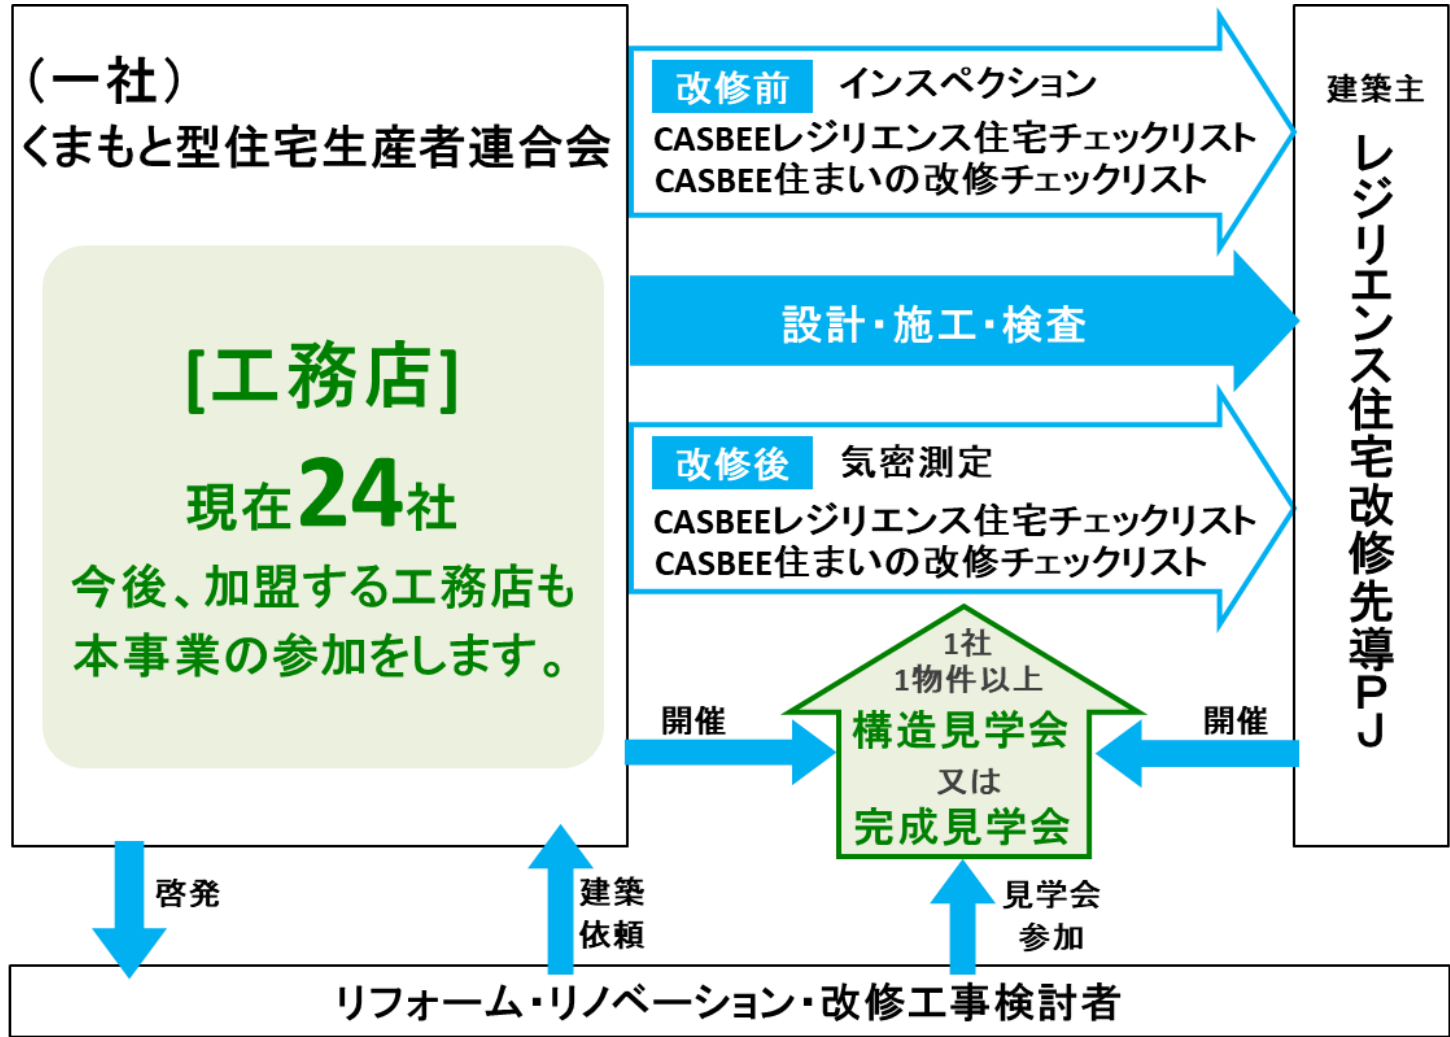 （一社）
くまもと型住宅生産者連合会
[工務店]
現在24社
今後、加盟する工務店も
本事業の参加をします。
改修前 インスペクション
CASBEEレジリエンス住宅チェックリスト
CASBEE住まいの改修チェックリスト
設計・施工・検査
改修後 気密測定
CASBEEレジリエンス住宅チェックリスト
CASBEE住まいの改修チェックリスト
建築主
レジリエンス住宅改修先導PJ
開催
1社
1物件以上
構造見学会
又は
完成見学会
開催
啓発
建築
依頼
見学会
参加
リフォーム・リノベーション・改修工事検討者